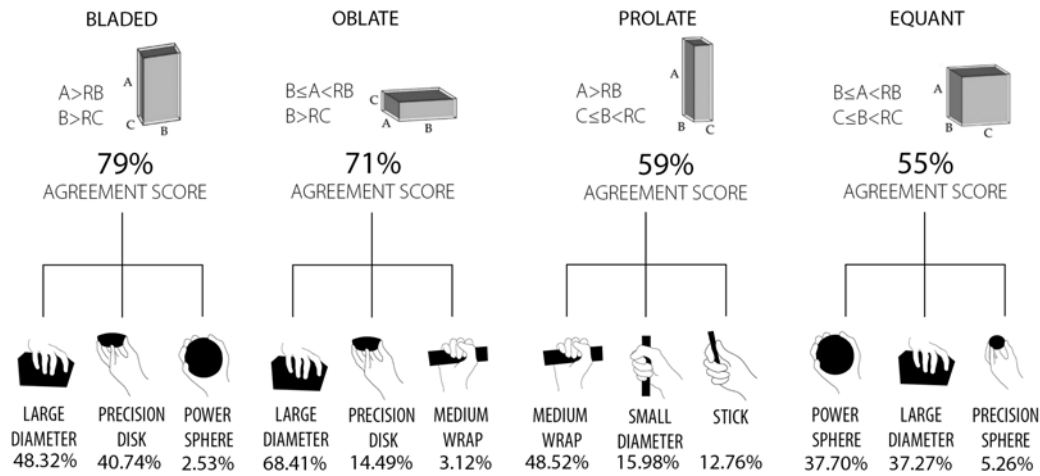 BLADED
OBLATE
PROLATE
EQUANT
A>RB
B>RC
A
C
B
B≤A<RB
B>RC
C
A
B
A>RB
C≤B<RC
A
B
C
B≤A<RB
C≤B<RC
A
B
C
79%
AGREEMENT SCORE
71%
AGREEMENT SCORE
59%
AGREEMENT SCORE
55%
AGREEMENT SCORE
LARGE
DIAMETER
48.32%
PRECISION
DISK
40.74%
POWER
SPHERE
2.53%
LARGE
DIAMETER
68.41%
PRECISION
DISK
14.49%
MEDIUM
WRAP
3.12%
MEDIUM
WRAP
48.52%
SMALL
DIAMETER
15.98%
STICK
12.76%
POWER
SPHERE
37.70%
LARGE
DIAMETER
37.27%
PRECISION
SPHERE
5.26%